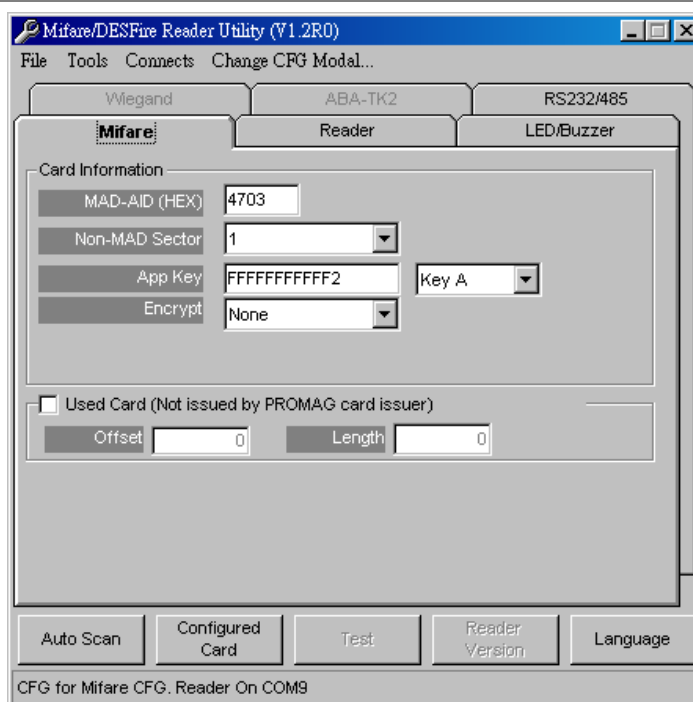 Mifare/DESFire Reader Utility (V1.2R0)
File Tools Connects Change CFG Modal...
Wiegand ABA-TK2 RS232/485
Mifare Reader LED/Buzzer
Card Information
MAD-AID (HEX) 4703
Non-MAD Sector 1
App Key FFFFFFFFFFF2 Key A
Encrypt None
Used Card (Not issued by PROMAG card issuer)
Offset 0 Length 0
Auto Scan Configured Card Test Reader Version Language
CFG for Mifare CFG. Reader On COM9